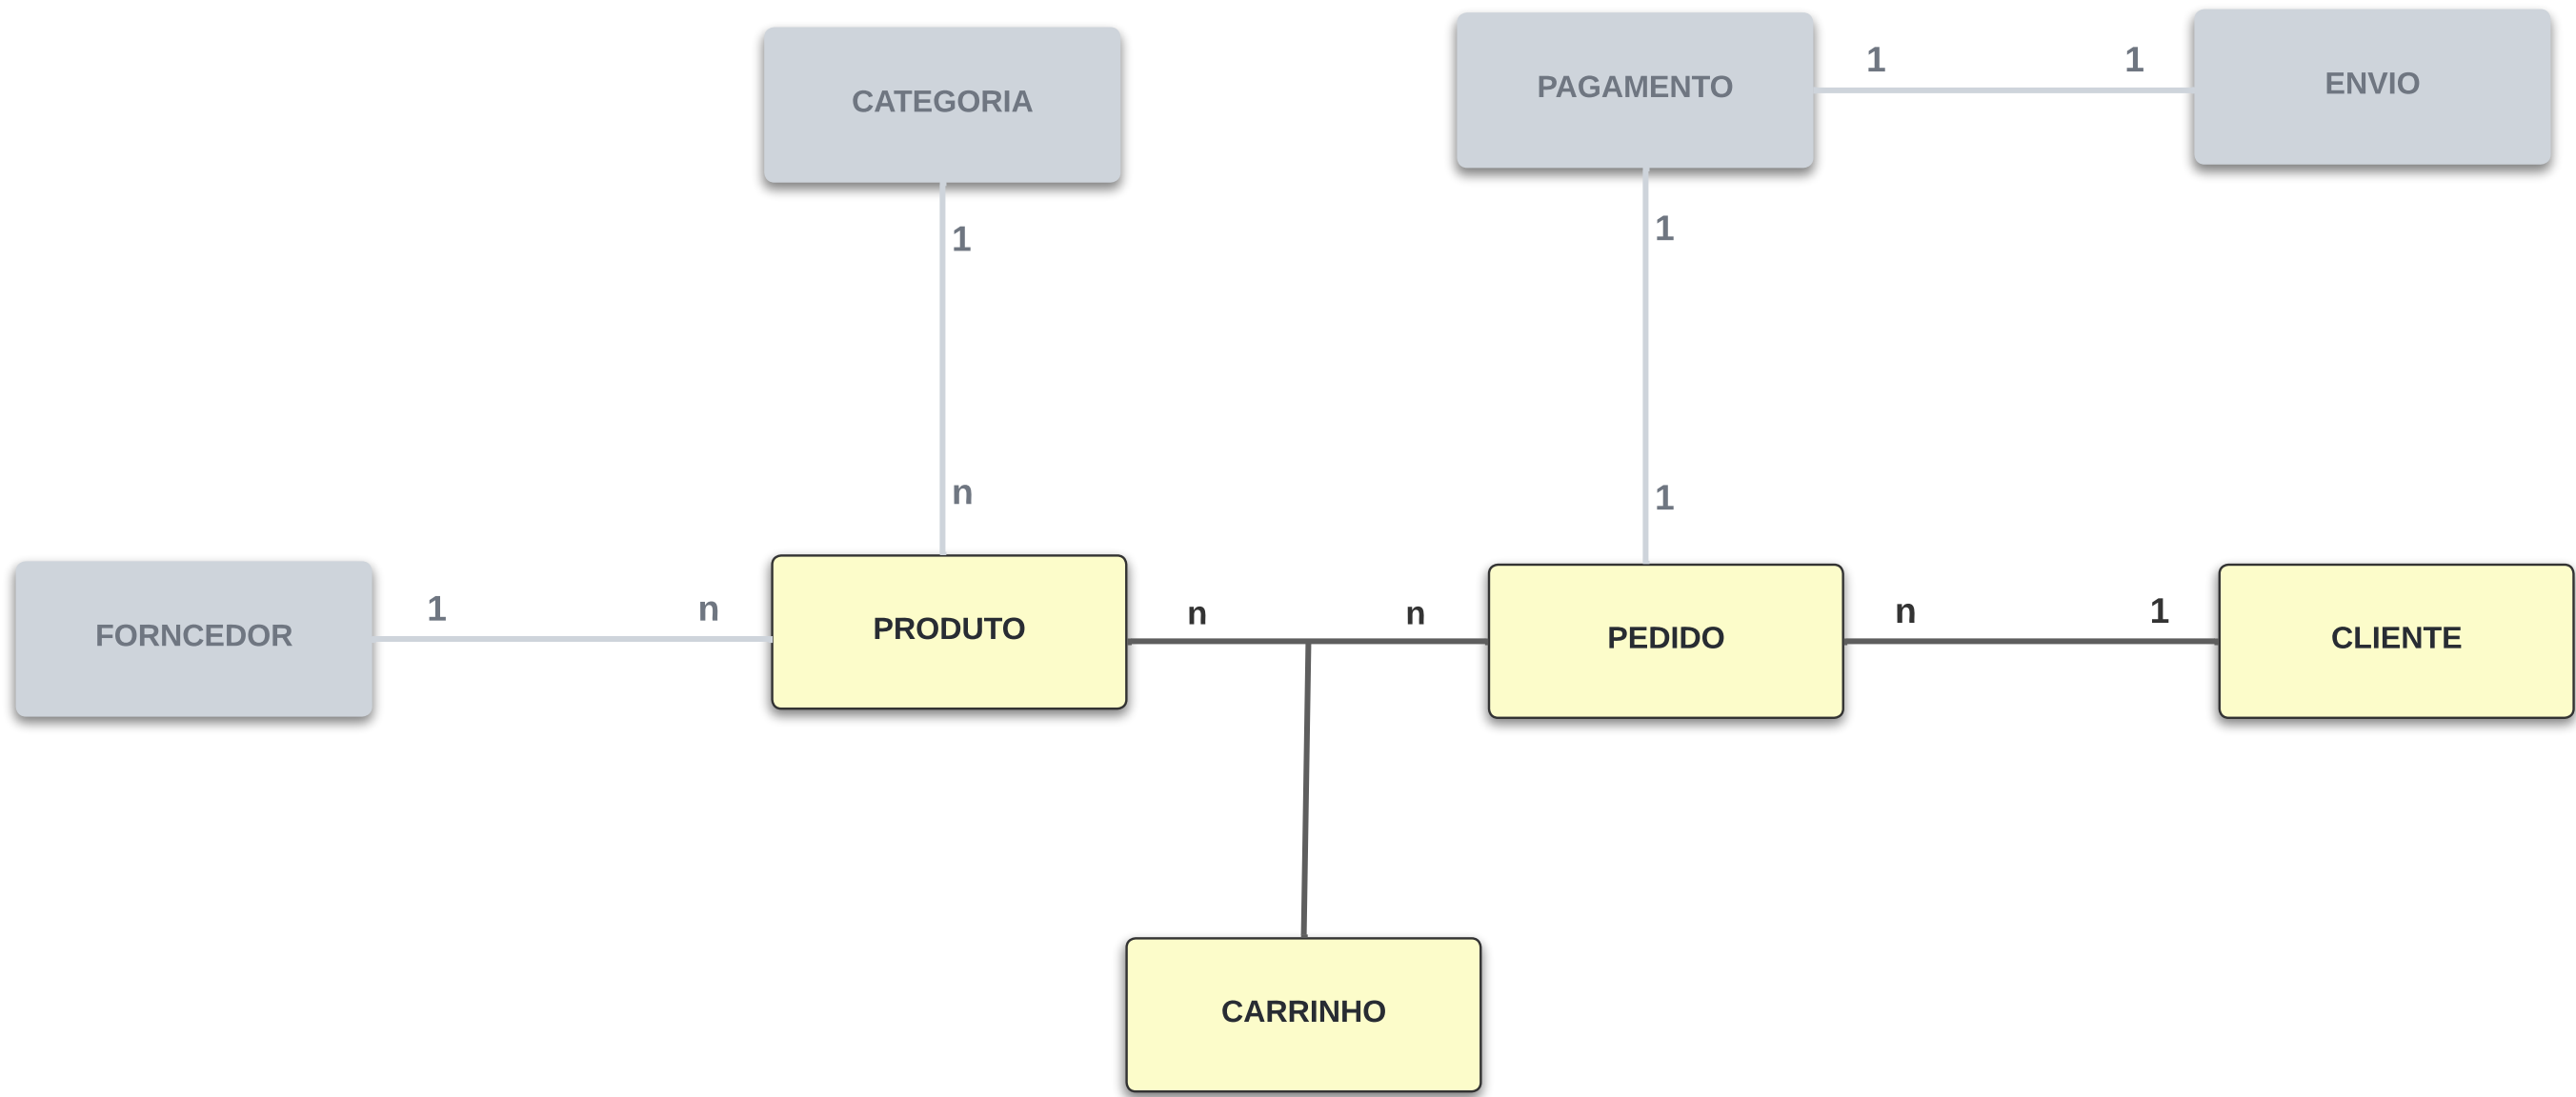 CATEGORIA
PAGAMENTO
1
1
ENVIO
1
1
n
1
FORNCEDOR
1
n
PRODUTO
n
n
PEDIDO
n
1
CLIENTE
CARRINHO